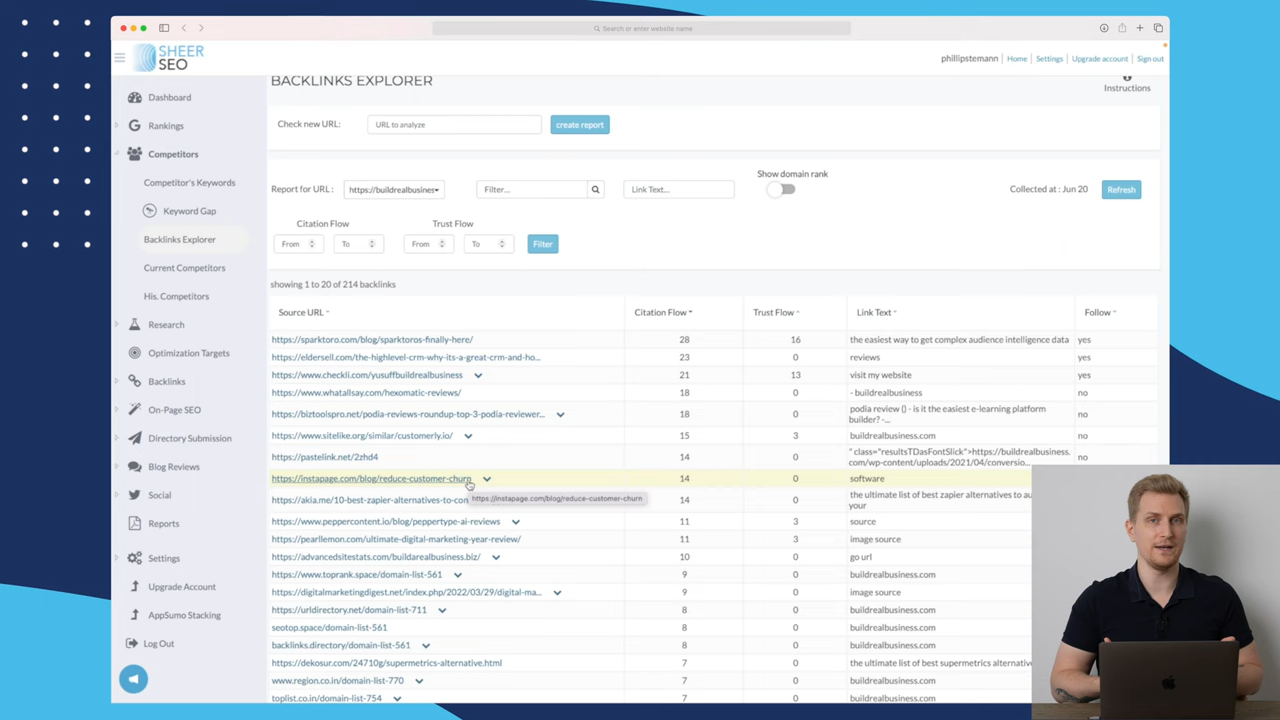 Search or enter website name
SHEER
SEO
phillipstemann Home Settings Upgrade account Sign out
BACKLINKS EXPLORER
Instructions
Dashboard
Rankings
Competitors
Competitor's Keywords
Keyword Gap
Backlinks Explorer
Current Competitors
His. Competitors
Research
Optimization Targets
Backlinks
On-Page SEO
Directory Submission
Blog Reviews
Social
Reports
Settings
Upgrade Account
AppSumo Stacking
Log Out
Check new URL: URL to analyze create report
Show domain rank
Report for URL : https://buildrealbusines Filter... Link Text... Collected at : Jun 20 Refresh
Citation Flow Trust Flow
From To From To Filter
showing 1 to 20 of 214 backlinks
Source URL Citation Flow Trust Flow Link Text Follow
https://sparktoro.com/blog/sparktoros-finally-here/ 28 16 the easiest way to get complex audience intelligence data yes
https://eldersell.com/the-highlevel-crm-why-its-a-great-crm-and-ho... 23 0 reviews yes
https://www.checkli.com/yusuffbuildrealbusiness 21 13 visit my website yes
https://www.whatallsay.com/hexomatic-reviews/ 18 0 - buildrealbusiness no
https://biztoolspro.net/podia-reviews-roundup-top-3-podia-reviewer... 18 0 podia review () - is it the easiest e-learning platform no
builder? -...
https://www.sitelike.org/similar/customerly.io/ 15 3 buildrealbusiness.com no
https://pastelink.net/2zhd4 14 0 " class="resultsTDasFontSlick">https://buildrealbusiness. no
com/wp-content/uploads/2021/04/conversio...
https://instapage.com/blog/reduce-customer-churn 14 0 software
https://instapage.com/blog/reduce-customer-churn
https://akia.me/10-best-zapier-alternatives-to-con 14 0 the ultimate list of best zapier alternatives to au
your
https://www.peppercontent.io/blog/peppertype-ai-reviews 11 3 source
https://pearllemon.com/ultimate-digital-marketing-year-review/ 11 3 image source
https://advancedsitestats.com/buildarealbusiness.biz/ 10 0 go url
https://www.toprank.space/domain-list-561 9 0 buildrealbusiness.com
https://digitalmarketingdigest.net/index.php/2022/03/29/digital-ma... 9 0 image source
https://urldirectory.net/domain-list-711 8 0 buildrealbusiness.com
seotop.space/domain-list-561 8 0 buildrealbusiness.com
backlinks.directory/domain-list-561 8 0 buildrealbusiness.com
https://dekosur.com/24710g/supermetrics-alternative.html 7 0 the ultimate list of best supermetrics alternative
www.region.co.in/domain-list-770 7 0 buildrealbusiness.com
toplist.co.in/domain-list-754 7 0 buildrealbusiness.com